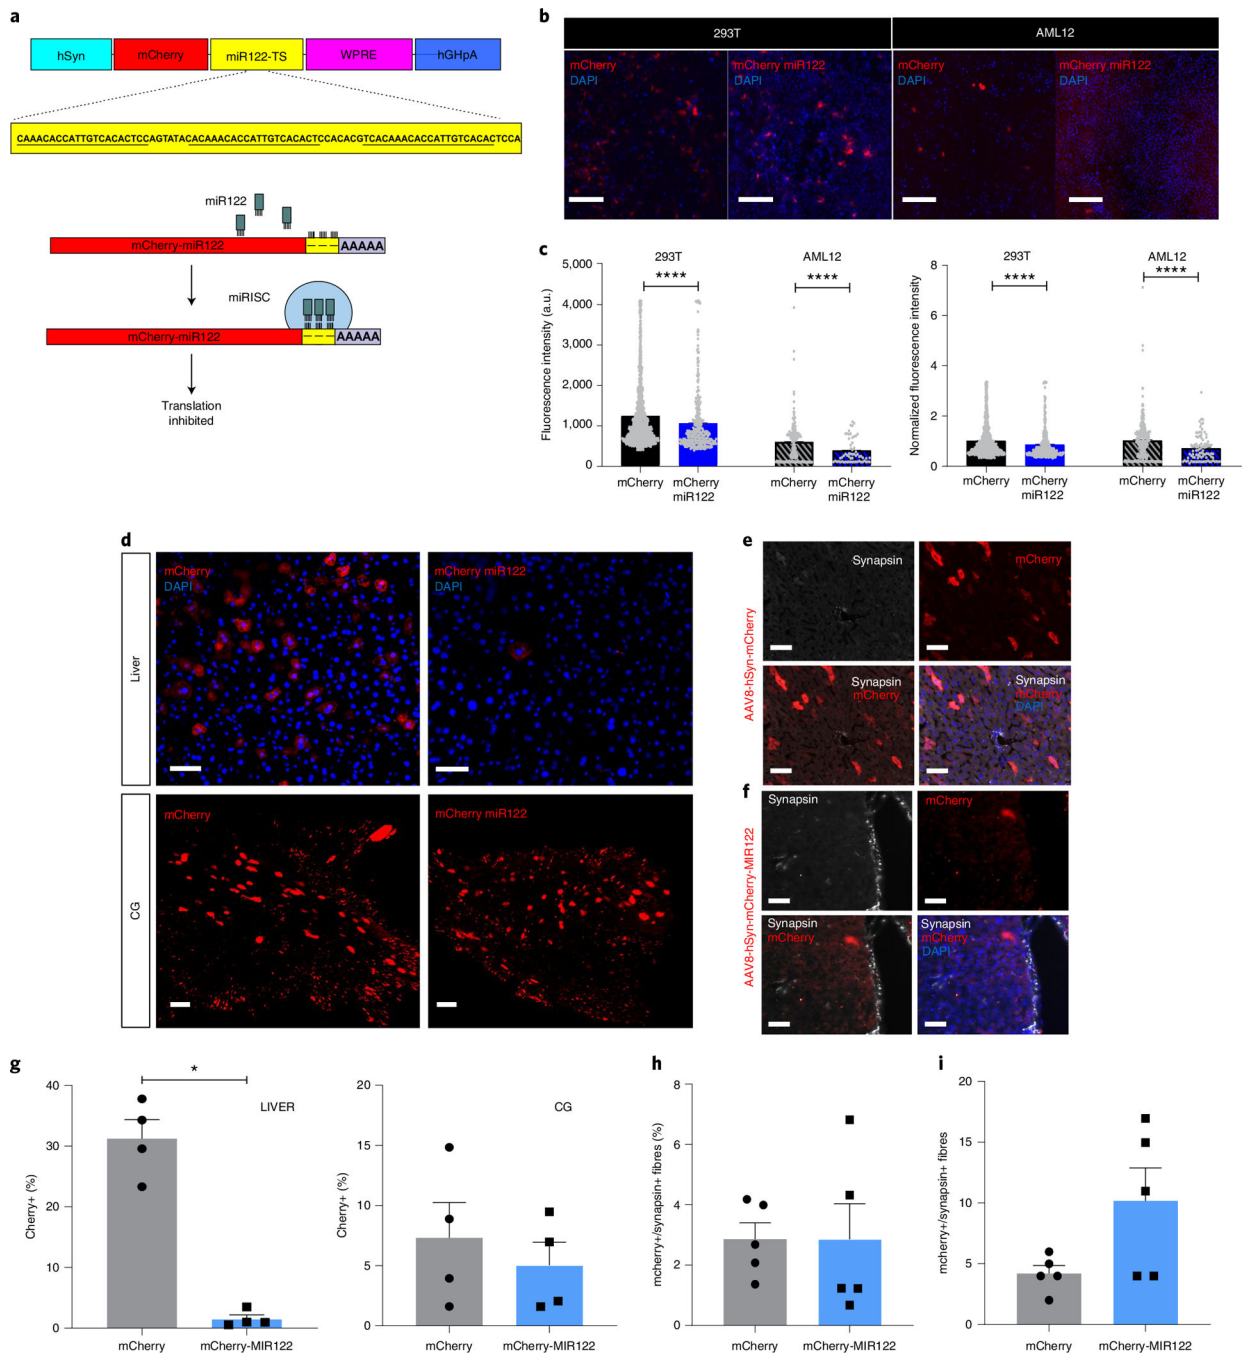 a
hSyn mCherry miR122-TS WPRE hGHpA
CAAACACCATTGTCACACTCCAGTATACACAAACACCATTGTCACACTCCACACGTCACAAACACCATTGTCACACTCCA
miR122
mCherry-miR122 AAAAA
miRISC
mCherry-miR122 AAAAA
Translation
inhibited
b
293T AML12
mCherry mCherry miR122 mCherry mCherry miR122
DAPI DAPI DAPI DAPI
c
293T AML12
**** ****
Fluorescence intensity (a.u.)
5,000
4,000
3,000
2,000
1,000
0
mCherry mCherry miR122 mCherry mCherry miR122
293T AML12
**** ****
Normalized fluorescence intensity
8
6
4
2
0
mCherry mCherry miR122 mCherry mCherry miR122
d
Liver
mCherry
DAPI
mCherry miR122
DAPI
CG
mCherry
mCherry miR122
e
AAV8-hSyn-mCherry
Synapsin
mCherry
Synapsin
mCherry
Synapsin
mCherry
DAPI
f
AAV8-hSyn-mCherry-MIR122
Synapsin
mCherry
Synapsin
mCherry
Synapsin
mCherry
DAPI
g
*
LIVER
Cherry+ (%)
40
30
20
10
0
mCherry mCherry-MIR122
CG
Cherry+ (%)
20
15
10
5
0
mCherry mCherry-MIR122
h
mcherry+/synapsin+ fibres (%)
8
6
4
2
0
mCherry mCherry-MIR122
i
mcherry+/synapsin+ fibres
20
15
10
5
0
mCherry mCherry-MIR122